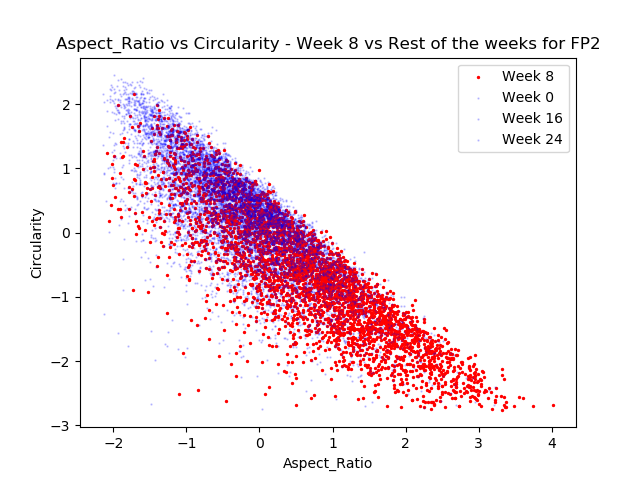 Aspect_Ratio vs Circularity - Week 8 vs Rest of the weeks for FP2
Week 8
Week 0
Week 16
Week 24
2
1
0
−1
−2
−3
Circularity
−2
−1
0
1
2
3
4
Aspect_Ratio